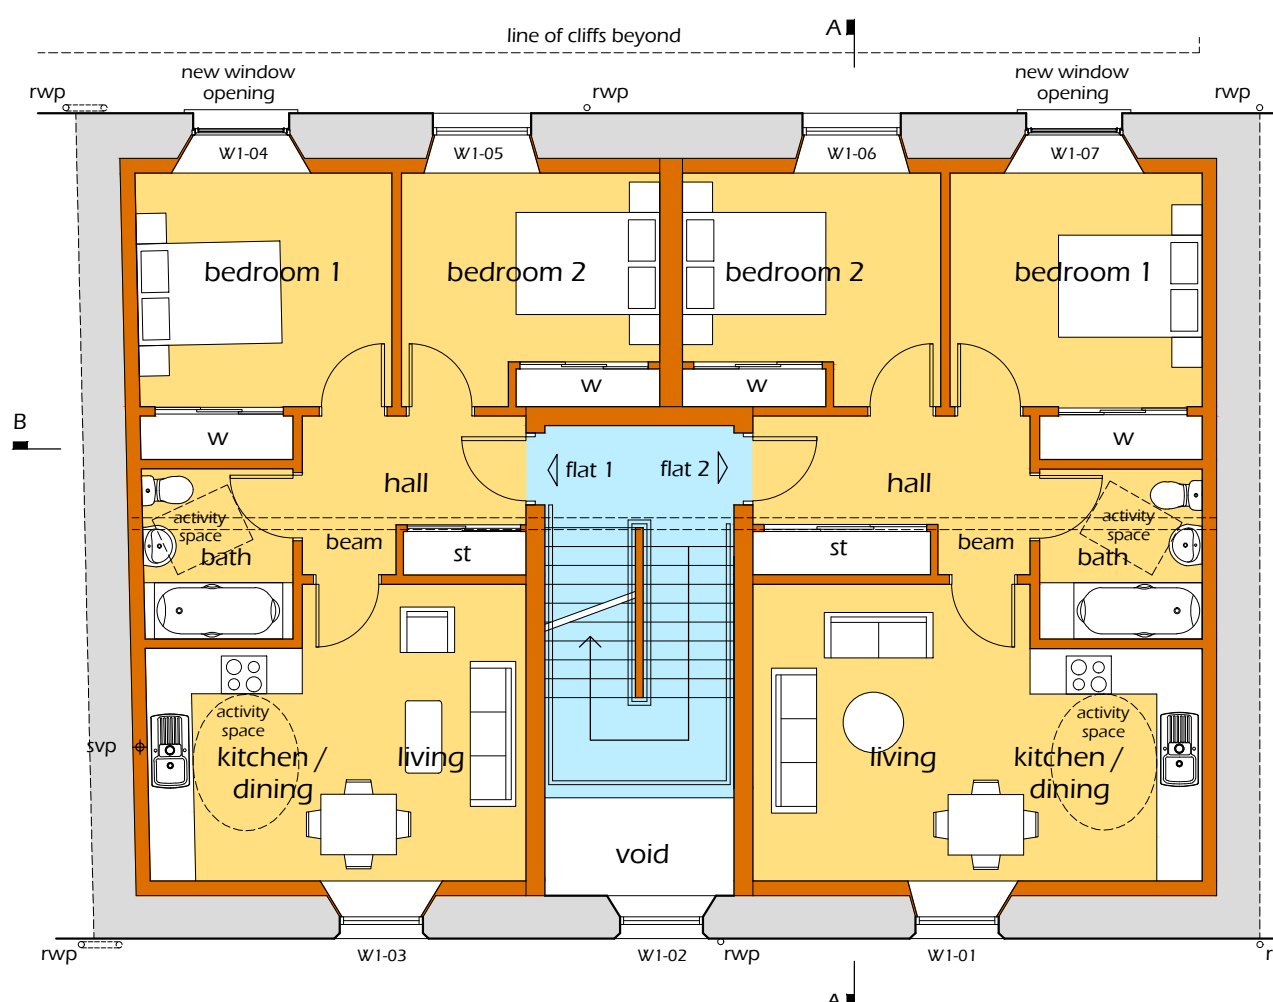 A
line of cliffs beyond
new window
opening
new window
opening
rwp
rwp
rwp
W1-04
W1-05
W1-06
W1-07
bedroom 1
bedroom 2
bedroom 2
bedroom 1
w
w
B
w
w
flat 1
flat 2
hall
hall
activity
space
activity
space
beam
beam
bath
bath
st
st
activity
space
activity
space
svp
kitchen /
dining
living
living
kitchen /
dining
void
rwp
W1-03
W1-02
rwp
W1-01
r
A